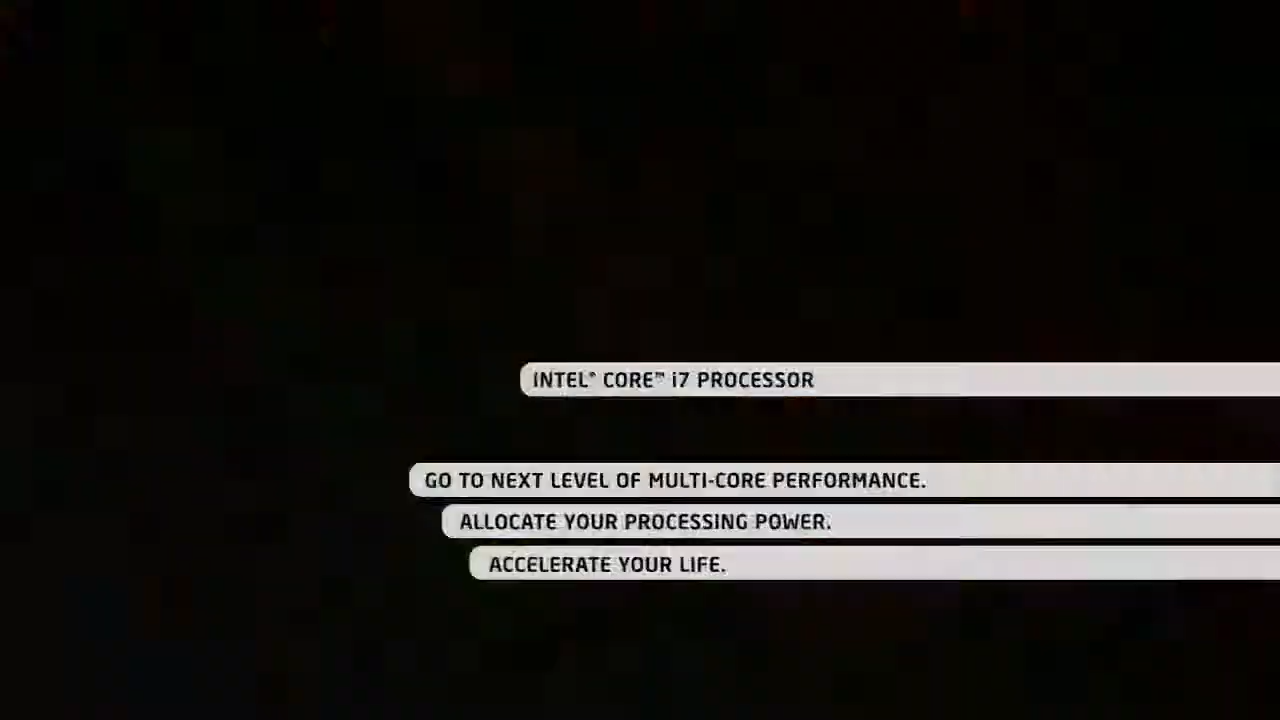 INTEL® CORE™ i7 PROCESSOR
GO TO NEXT LEVEL OF MULTI-CORE PERFORMANCE.
ALLOCATE YOUR PROCESSING POWER.
ACCELERATE YOUR LIFE.